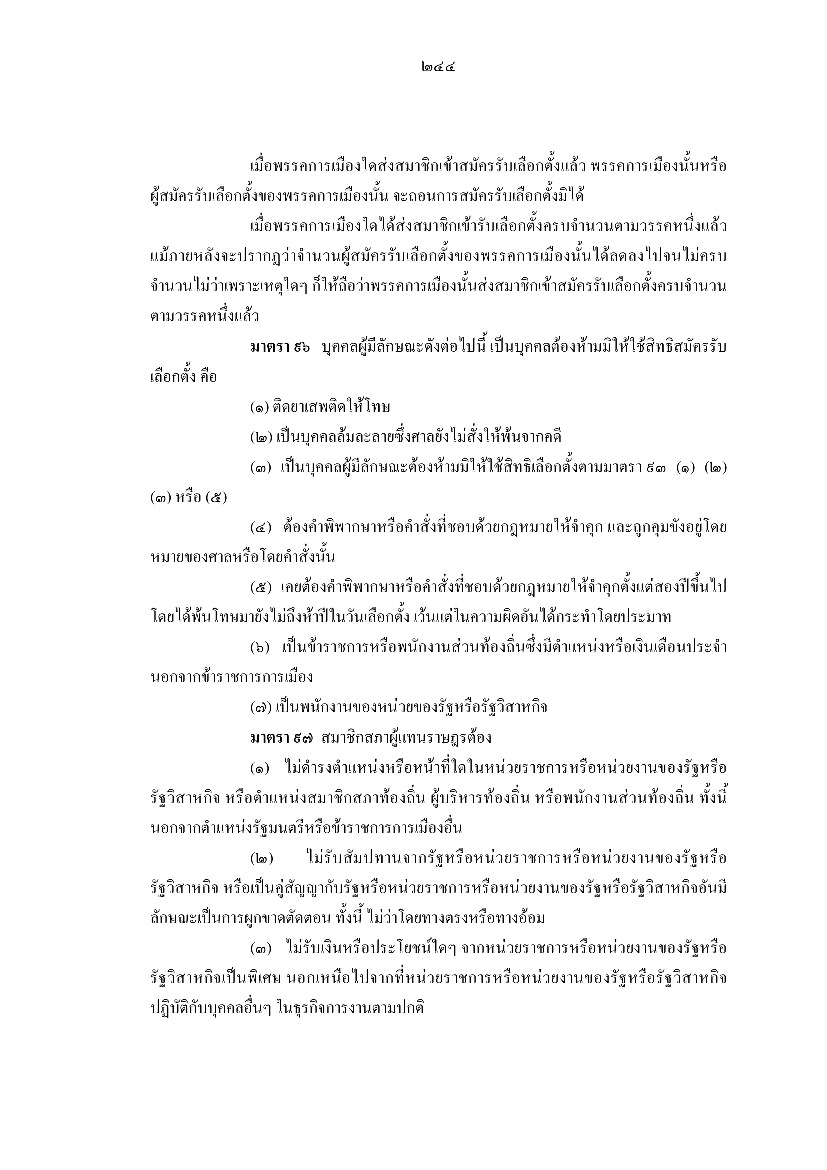 ๒๔๔
เมื่อพรรคการเมืองใดส่งสมาชิกเข้าสมัครรับเลือกตั้งแล้ว พรรคการเมืองนั้นหรือ
ผู้สมัครรับเลือกตั้งของพรรคการเมืองนั้น จะถอนการสมัครรับเลือกตั้งมิได้
เมื่อพรรคการเมืองใดได้ส่งสมาชิกเข้ารับเลือกตั้งครบจำนวนตามวรรคหนึ่งแล้ว
แม้ภายหลังจะปรากฏว่าจำนวนผู้สมัครรับเลือกตั้งของพรรคการเมืองนั้นได้ลดลงไปจนไม่ครบ
จำนวนไม่ว่าเพราะเหตุใดๆ ก็ให้ถือว่าพรรคการเมืองนั้นส่งสมาชิกเข้าสมัครรับเลือกตั้งครบจำนวน
ตามวรรคหนึ่งแล้ว
มาตรา ๙๖ บุคคลผู้มีลักษณะดังต่อไปนี้ เป็นบุคคลต้องห้ามมิให้ใช้สิทธิสมัครรับ
เลือกตั้ง คือ
(๑) ติดยาเสพติดให้โทษ
(๒) เป็นบุคคลล้มละลายซึ่งศาลยังไม่สั่งให้พ้นจากคดี
(๓) เป็นบุคคลผู้มีลักษณะต้องห้ามมิให้ใช้สิทธิเลือกตั้งตามมาตรา ๙๓ (๑) (๒)
(๓) หรือ (๕)
(๔) ต้องคำพิพากษาหรือคำสั่งที่ชอบด้วยกฎหมายให้จำคุก และถูกคุมขังอยู่โดย
หมายของศาลหรือโดยคำสั่งนั้น
(๕) เคยต้องคำพิพากษาหรือคำสั่งที่ชอบด้วยกฎหมายให้จำคุกตั้งแต่สองปีขึ้นไป
โดยได้พ้นโทษมายังไม่ถึงห้าปีในวันเลือกตั้ง เว้นแต่ในความผิดอันได้กระทำโดยประมาท
(๖) เป็นข้าราชการหรือพนักงานส่วนท้องถิ่นซึ่งมีตำแหน่งหรือเงินเดือนประจำ
นอกจากข้าราชการการเมือง
(๗) เป็นพนักงานของหน่วยของรัฐหรือรัฐวิสาหกิจ
มาตรา ๙๗ สมาชิกสภาผู้แทนราษฎรต้อง
(๑) ไม่ดำรงตำแหน่งหรือหน้าที่ใดในหน่วยราชการหรือหน่วยงานของรัฐหรือ
รัฐวิสาหกิจ หรือตำแหน่งสมาชิกสภาท้องถิ่น ผู้บริหารท้องถิ่น หรือพนักงานส่วนท้องถิ่น ทั้งนี้
นอกจากตำแหน่งรัฐมนตรีหรือข้าราชการการเมืองอื่น
(๒) ไม่รับสัมปทานจากรัฐหรือหน่วยราชการหรือหน่วยงานของรัฐหรือ
รัฐวิสาหกิจ หรือเป็นคู่สัญญากับรัฐหรือหน่วยราชการหรือหน่วยงานของรัฐหรือรัฐวิสาหกิจอันมี
ลักษณะเป็นการผูกขาดตัดตอน ทั้งนี้ ไม่ว่าโดยทางตรงหรือทางอ้อม
(๓) ไม่รับเงินหรือประโยชน์ใดๆ จากหน่วยราชการหรือหน่วยงานของรัฐหรือ
รัฐวิสาหกิจเป็นพิเศษ นอกเหนือไปจากที่หน่วยราชการหรือหน่วยงานของรัฐหรือรัฐวิสาหกิจ
ปฏิบัติกับบุคคลอื่นๆ ในธุรกิจการงานตามปกติ